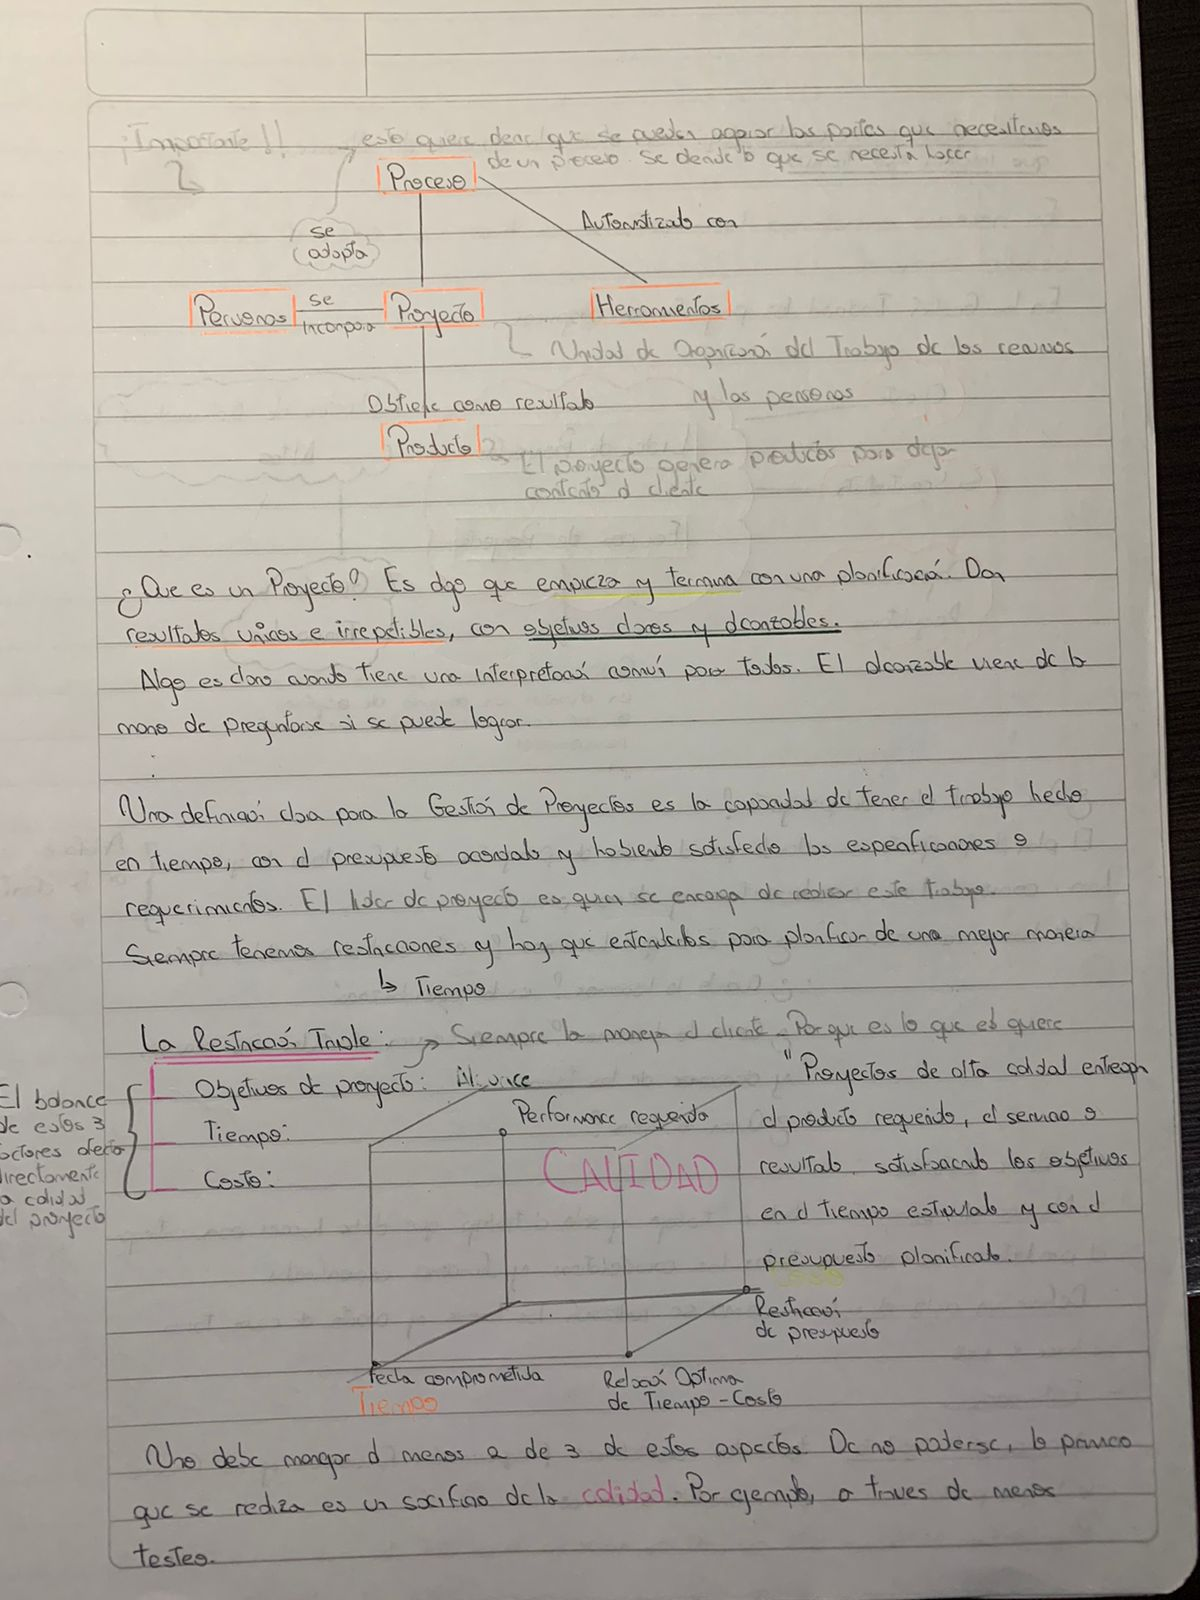 ¡Importante!!
esto quiere decir que se pueden agarrar las partes que necesitamos
de un proceso. Se de lo que se necesita hacer
Proceso
Automatizado con
se
adapta
Personas
se
incorpora
Proyecto
Herramientas
Unidad de Organización del Trabajo de los recursos
y las personas
Obtiene como resultado
Producto
El proyecto genera productos para dejar
contento al cliente
¿Que es un Proyecto? Es algo que empieza y termina con una planificación. Dan
resultados unicos e irrepetibles, con objetivos claros y alcanzables.
Algo es claro cuando tiene una interpretación común para todos. El alcanzable viene de la
mano de preguntarse si se puede lograr.
Una definición clara para la Gestión de Proyectos es la capacidad de tener el trabajo hecho
en tiempo, con el presupuesto acordado y habiendo satisfecho las especificaciones o
requerimientos. El lider de proyecto es quien se encarga de realizar este trabajo.
Siempre tenemos restricciones y hay que entenderlas para planificar de una mejor manera
↳ Tiempo
La Restricción Triple:
Siempre la maneja el cliente. Porque es lo que el quiere
Objetivos de proyecto: Alcance
Tiempo:
Costo:
El balance
de estos 3
factores afecta
directamente
la calidad
del proyecto
Performance requerida
CALIDAD
"Proyectos de alta calidad entregan
el producto requerido, el servicio o
resultado, satisfaciendo los objetivos
en el tiempo estipulado y con el
presupuesto planificado.
Costo
Restricción
de presupuesto
Fecha comprometida
Tiempo
Relación Optima
de Tiempo - Costo
Uno debe manejar al menos 2 de 3 de estos aspectos. De no poderse, lo primero
que se realiza es un sacrificio de la calidad. Por ejemplo, a traves de menos
testeo.